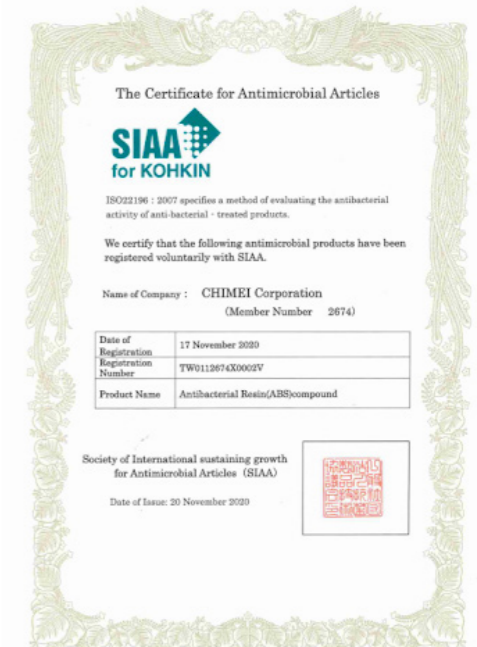 The Certificate for Antimicrobial Articles
SIAA
for KOHKIN
ISO22196 : 2007 specifies a method of evaluating the antibacterial
activity of anti-bacterial - treated products.
We certify that the following antimicrobial products have been
registered voluntarily with SIAA.
Name of Company : CHIMEI Corporation
(Member Number 2674)
Date of
Registration
17 November 2020
Registration
Number
TW0112674X0002V
Product Name
Antibacterial Resin(ABS)compound
Society of International sustaining growth
for Antimicrobial Articles (SIAA)
Date of Issue: 20 November 2020